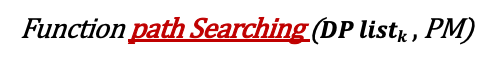 Function path Searching (DP listₖ , PM)